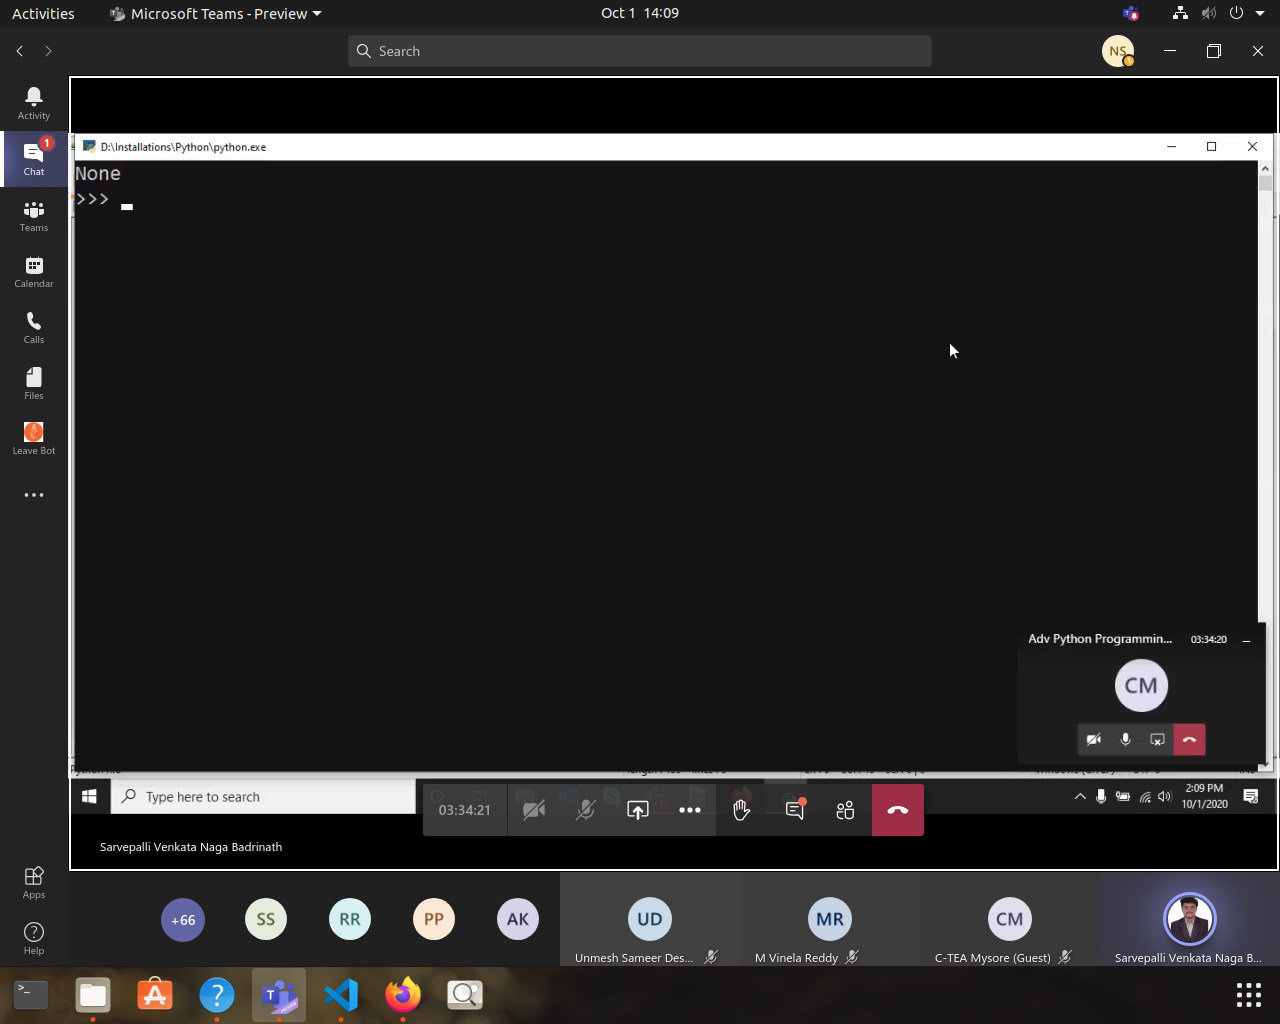 Activities
Microsoft Teams - Preview
Oct 1 14:09
Search
NS
Activity
1
Chat
Teams
Calendar
Calls
Files
Leave Bot
Apps
Help
D:\Installations\Python\python.exe
None
>>>
Adv Python Programmin...
03:34:20
CM
Type here to search
03:34:21
2:09 PM
10/1/2020
Sarvepalli Venkata Naga Badrinath
+66
SS
RR
PP
AK
UD
Unmesh Sameer Des...
MR
M Vinela Reddy
CM
C-TEA Mysore (Guest)
Sarvepalli Venkata Naga B...